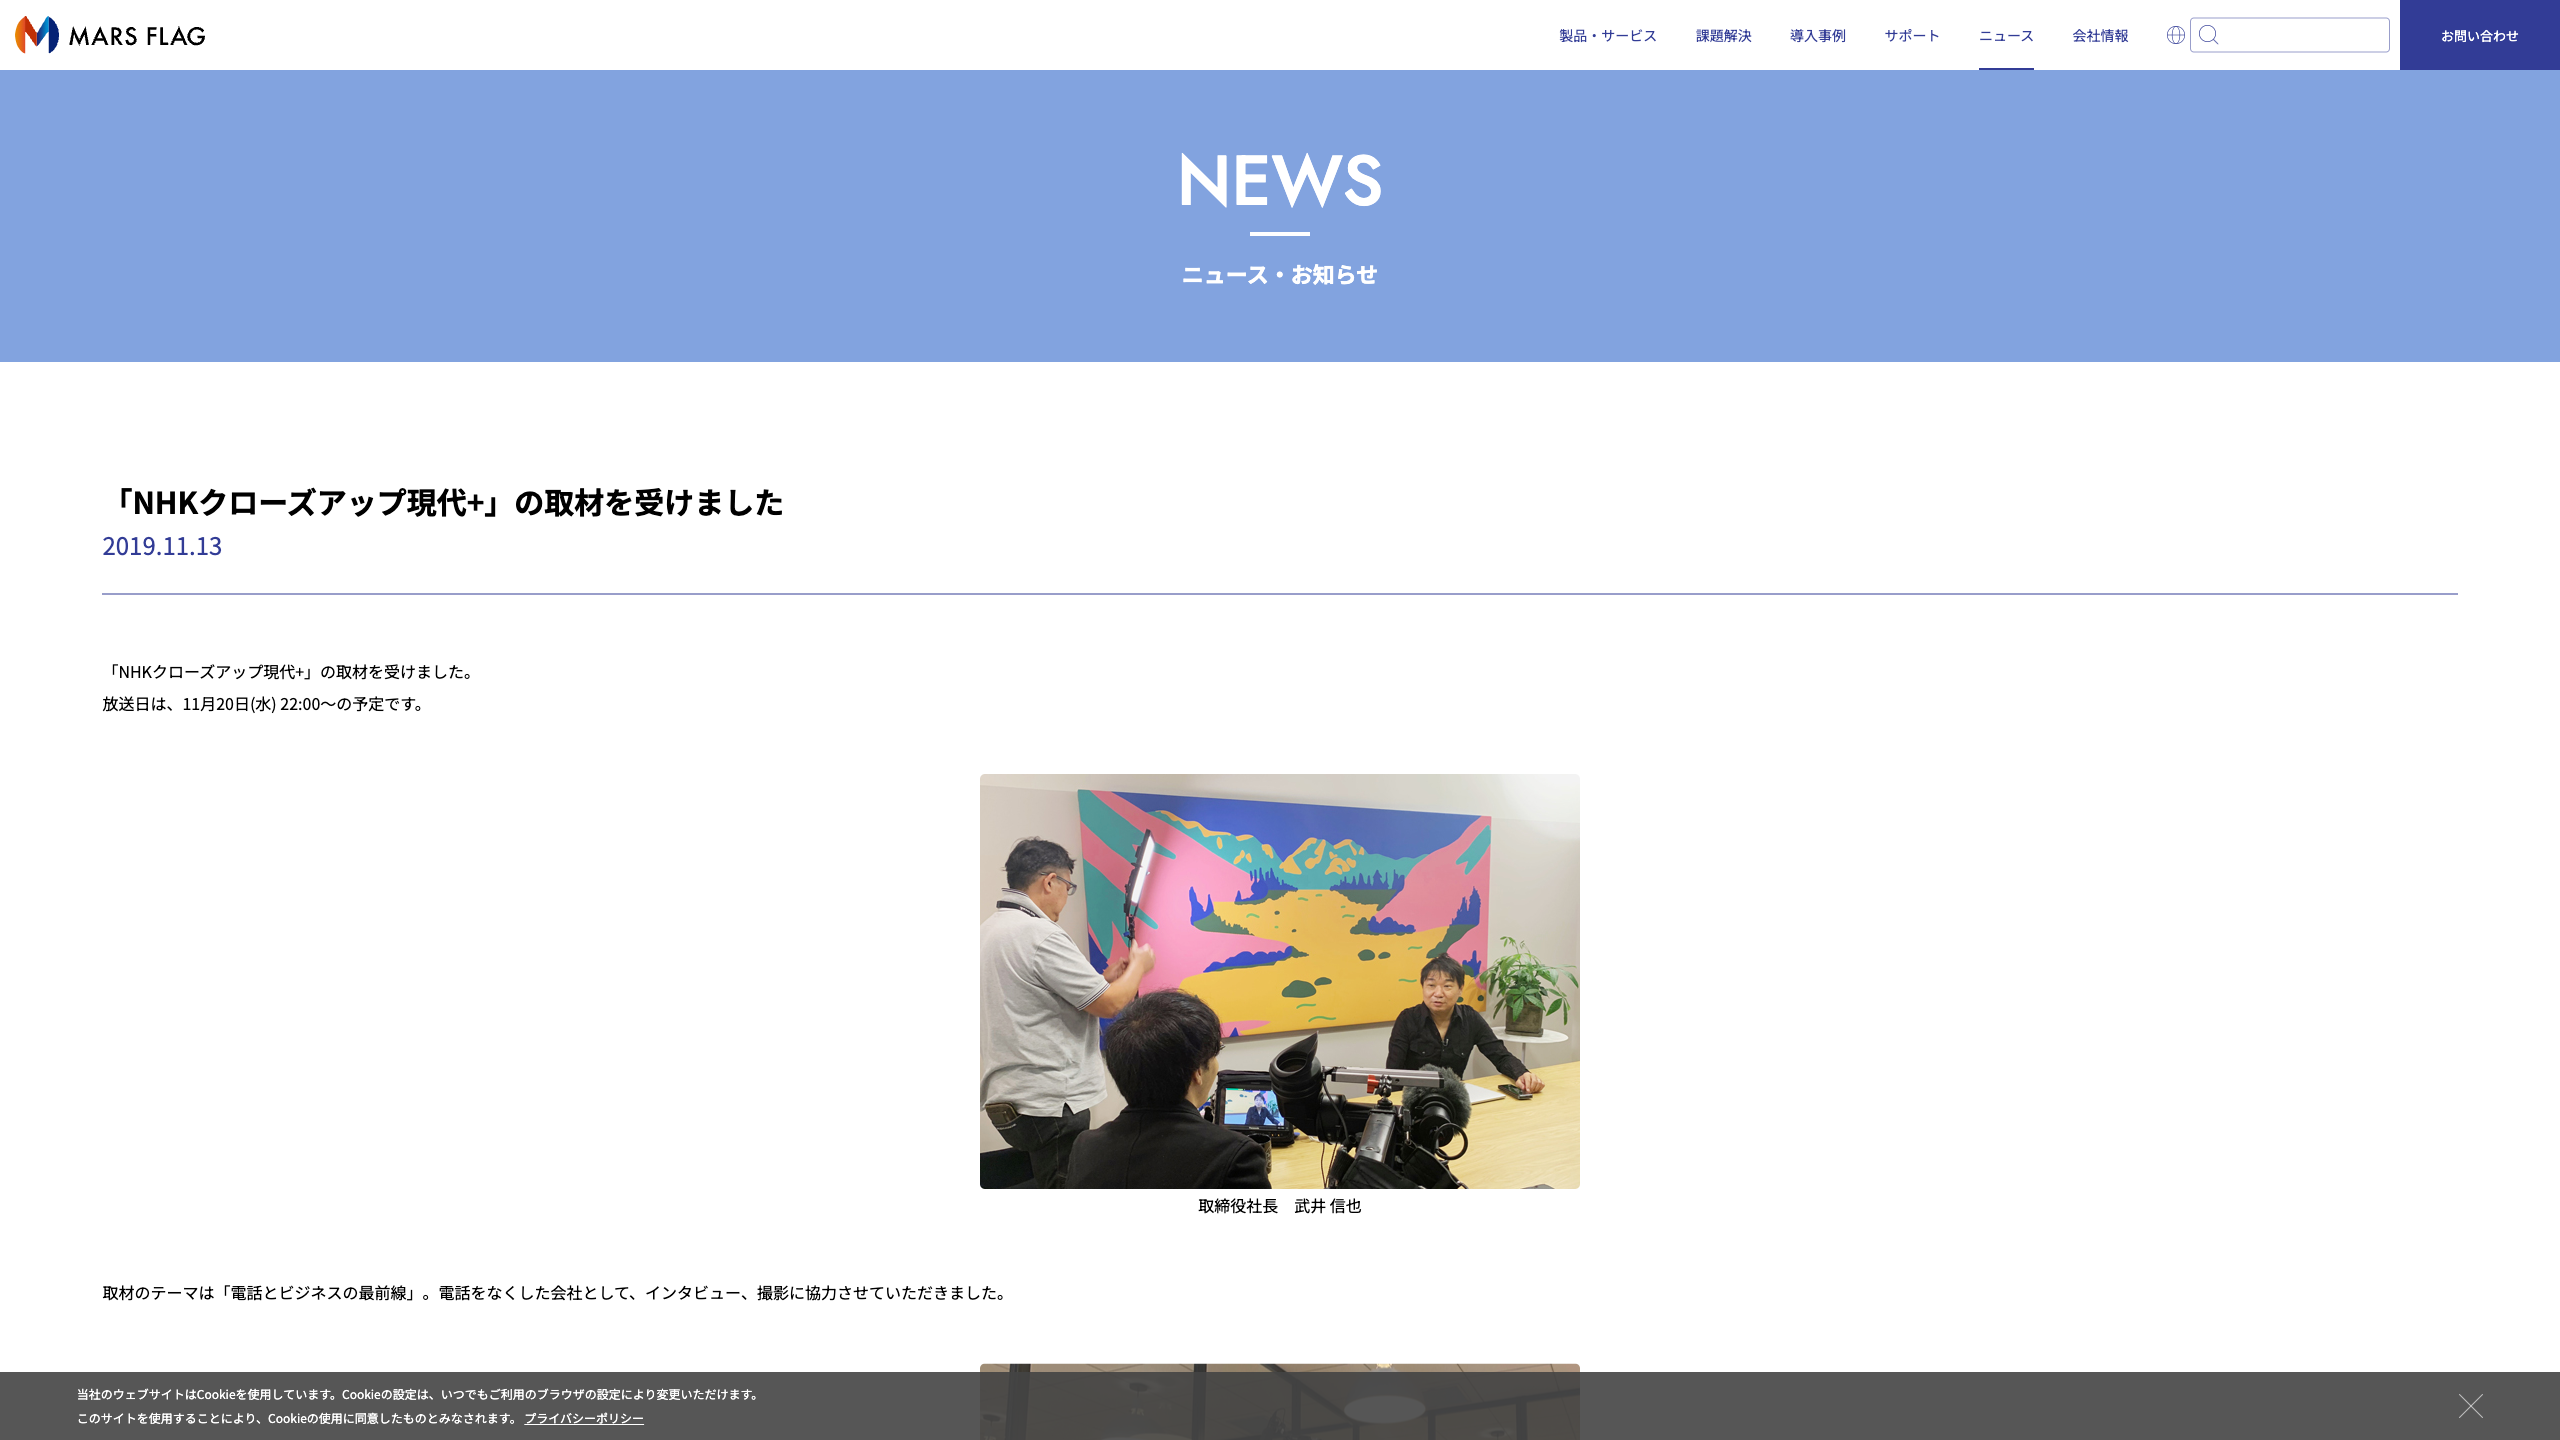 MARS FLAG
製品・サービス
課題解決
導入事例
サポート
ニュース
会社情報
お問い合わせ
NEWS
ニュース・お知らせ
「NHKクローズアップ現代+」の取材を受けました
2019.11.13
「NHKクローズアップ現代+」の取材を受けました。
放送日は、11月20日(水) 22:00〜の予定です。
取締役社長　武井 信也
取材のテーマは「電話とビジネスの最前線」。電話をなくした会社として、インタビュー、撮影に協力させていただきました。
当社のウェブサイトはCookieを使用しています。Cookieの設定は、いつでもご利用のブラウザの設定により変更いただけます。
このサイトを使用することにより、Cookieの使用に同意したものとみなされます。 プライバシーポリシー